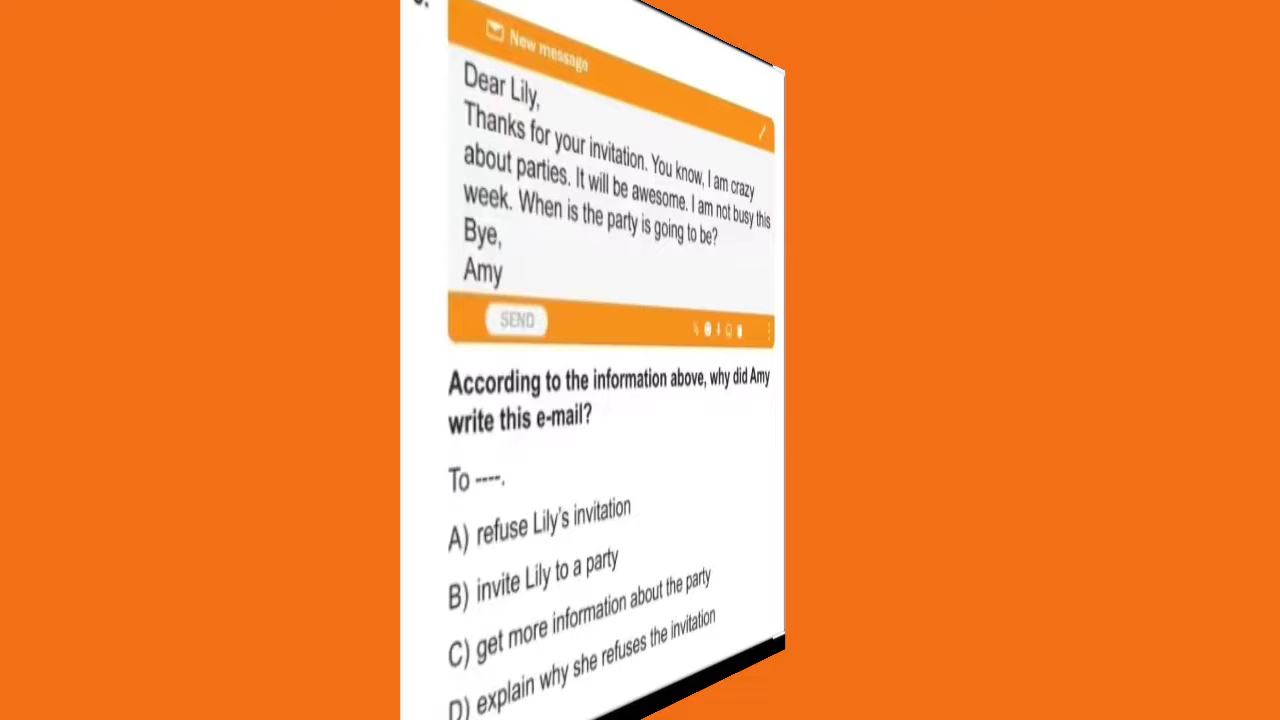 New message
Dear Lily,
Thanks for your invitation. You know, I am crazy
about parties. It will be awesome. I am not busy this
week. When is the party is going to be?
Bye,
Amy
SEND
According to the information above, why did Amy
write this e-mail?
To ----.
A) refuse Lily's invitation
B) invite Lily to a party
C) get more information about the party
D) explain why she refuses the invitation